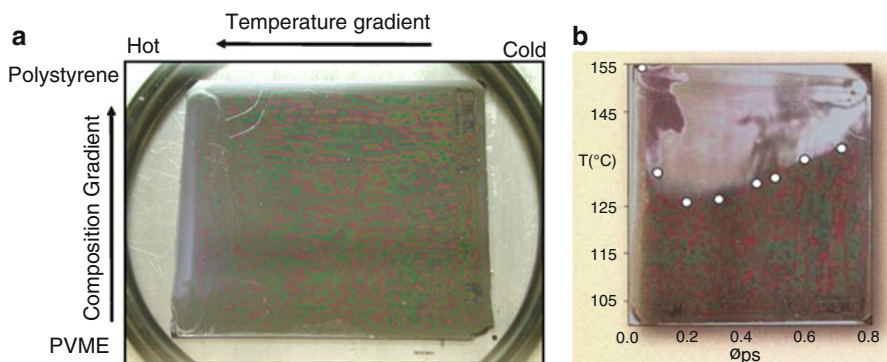 a
Temperature gradient
Hot
Cold
Polystyrene
Composition Gradient
PVME
b
155
145
T(°C)
125
115
105
0.0 0.2 0.4 0.6 0.8
øps